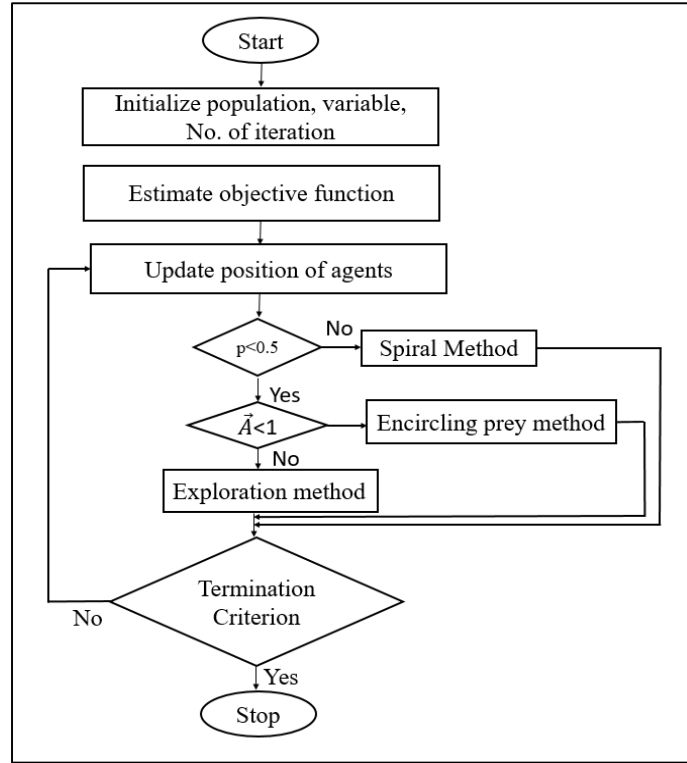 Start
Initialize population, variable,
No. of iteration
Estimate objective function
Update position of agents
p<0.5
No
Spiral Method
Yes
$\vec{A}$<1
Encircling prey method
No
Exploration method
Termination
Criterion
No
Yes
Stop